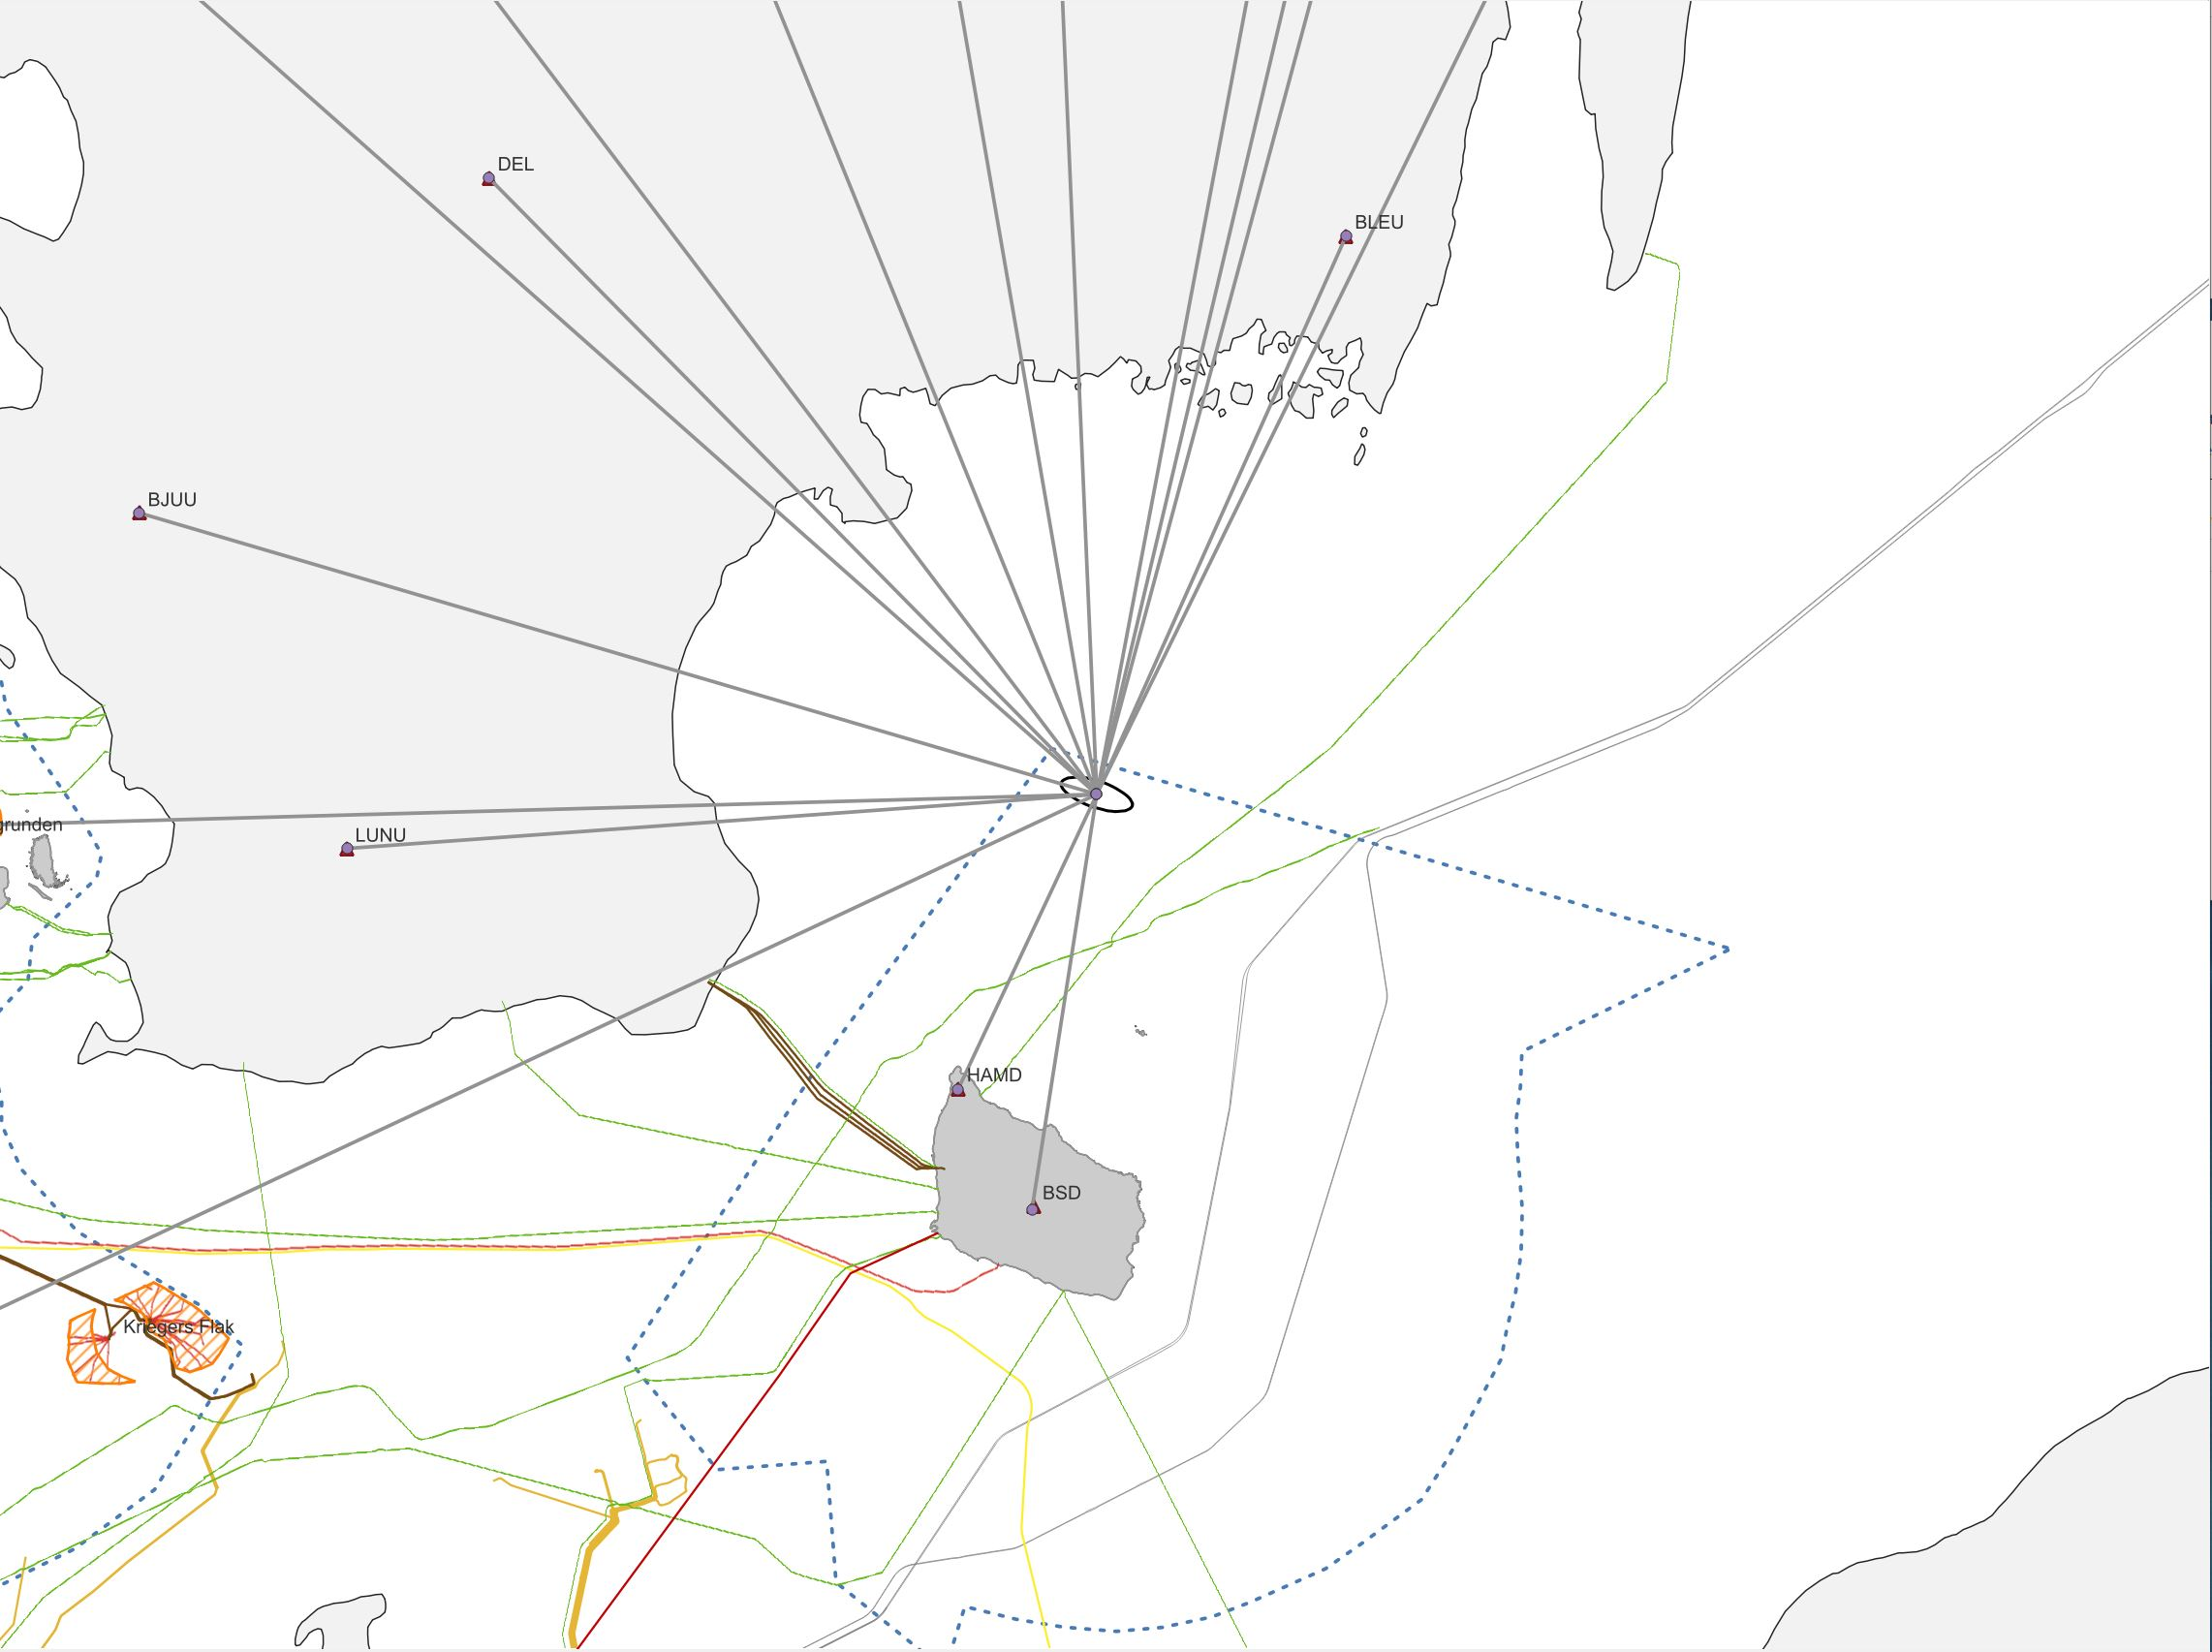 DEL
BLEU
BJUU
grunden
LUNU
HAMD
BSD
Kriegers Flak